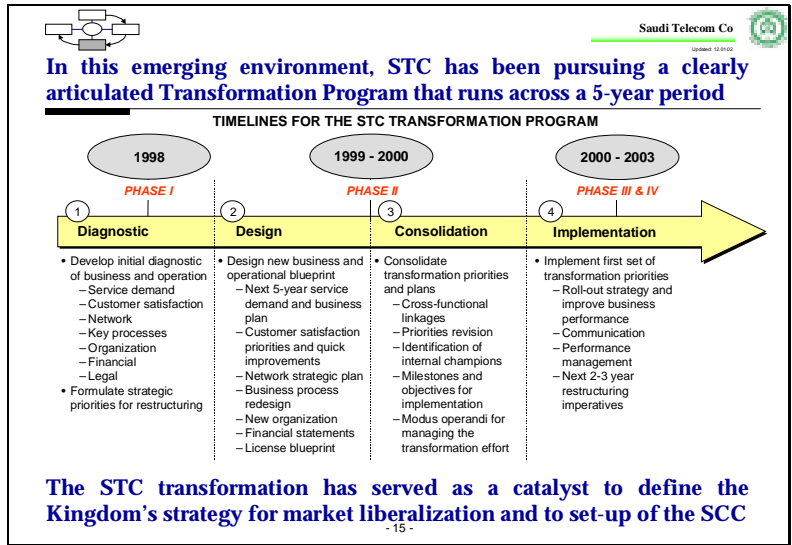 Saudi Telecom Co
Updated: 12.01.02
In this emerging environment, STC has been pursuing a clearly
articulated Transformation Program that runs across a 5-year period
TIMELINES FOR THE STC TRANSFORMATION PROGRAM
1998
1999 - 2000
2000 - 2003
PHASE I
PHASE II
PHASE III & IV
1
Diagnostic
2
Design
3
Consolidation
4
Implementation
• Develop initial diagnostic
of business and operation
– Service demand
– Customer satisfaction
– Network
– Key processes
– Organization
– Financial
– Legal
• Formulate strategic
priorities for restructuring
• Design new business and
operational blueprint
– Next 5-year service
demand and business
plan
– Customer satisfaction
priorities and quick
improvements
– Network strategic plan
– Business process
redesign
– New organization
– Financial statements
– License blueprint
• Consolidate
transformation priorities
and plans
– Cross-functional
linkages
– Priorities revision
– Identification of
internal champions
– Milestones and
objectives for
implementation
– Modus operandi for
managing the
transformation effort
• Implement first set of
transformation priorities
– Roll-out strategy and
improve business
performance
– Communication
– Performance
management
– Next 2-3 year
restructuring
imperatives
The STC transformation has served as a catalyst to define the
Kingdom's strategy for market liberalization and to set-up of the SCC
- 15 -